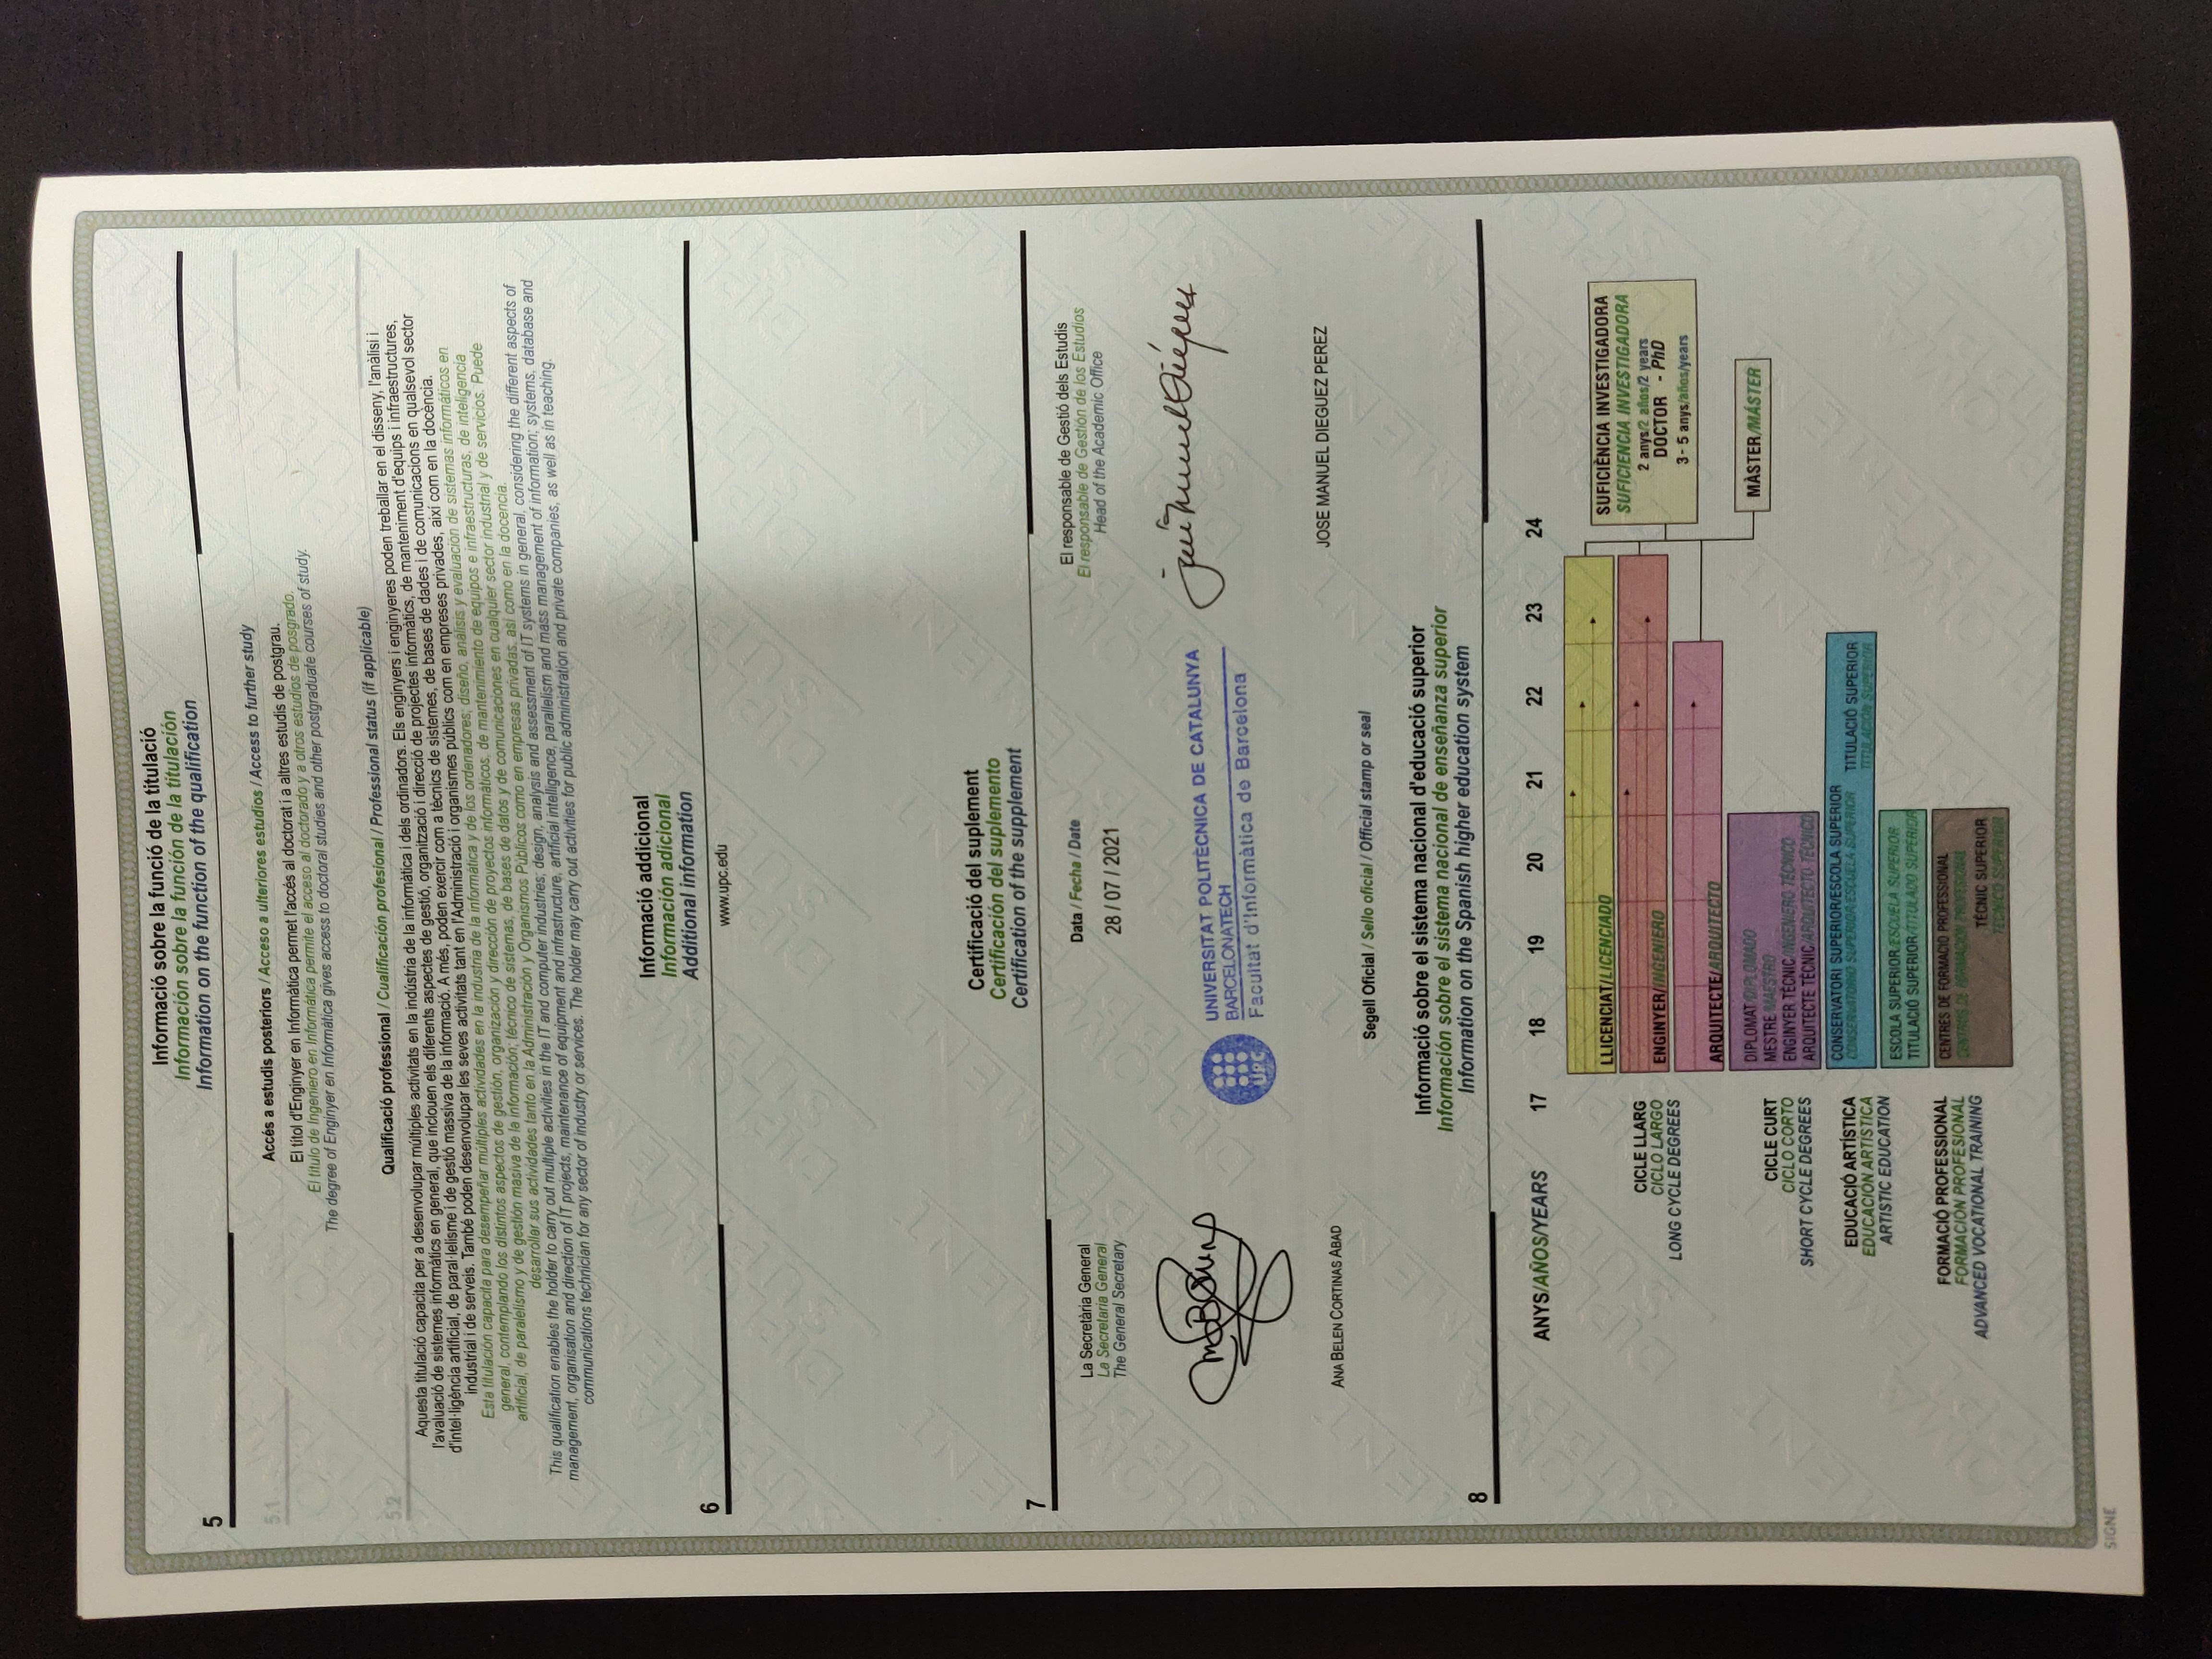 Informació sobre la funció de la titulació
Información sobre la función de la titulación
Information on the function of the qualification
5
5.1
Accés a estudis posteriors / Acceso a ulteriores estudios / Access to further study
El títol d'Enginyer en Informàtica permet l'accés al doctorat i a altres estudis de postgrau.
El título de Ingeniero en Informática permite el acceso al doctorado y a otros estudios de posgrado.
The degree of Enginyer en Informàtica gives access to doctoral studies and other postgraduate courses of study.
5.2
Qualificació professional / Cualificación profesional / Professional status (if applicable)
Aquesta titulació capacita per a desenvolupar múltiples activitats en la indústria de la informàtica i dels ordinadors. Els enginyers i enginyeres poden treballar en el disseny, l'anàlisi i
l'avaluació de sistemes informàtics en general, que inclouen els diferents aspectes de gestió, organització i direcció de projectes informàtics, de manteniment d'equips i infraestructures,
d'intel·ligència artificial, de paral·lelisme i de gestió massiva de la informació. A més, poden exercir com a tècnics de sistemes, de bases de dades i de comunicacions en qualsevol sector
industrial i de serveis. També poden desenvolupar les seves activitats tant en l'Administració i organismes públics com en empreses privades, així com en la docència.
Esta titulación capacita para desempeñar múltiples actividades en la industria de la informática y de los ordenadores; diseño, análisis y evaluación de sistemas informáticos en
general, contemplando los distintos aspectos de gestión, organización y dirección de proyectos informáticos, de mantenimiento de equipos e infraestructuras, de inteligencia
artificial, de paralelismo y de gestión masiva de la información; técnico de sistemas, de bases de datos y de comunicaciones en cualquier sector industrial y de servicios. Puede
desarrollar sus actividades tanto en la Administración y Organismos Públicos como en empresas privadas, así como en la docencia.
This qualification enables the holder to carry out multiple activities in the IT and computer industries; design, analysis and assessment of IT systems in general, considering the different aspects of
management, organisation and direction of IT projects, maintenance of equipment and infrastructure, artificial intelligence, parallelism and mass management of information; systems, database and
communications technician for any sector of industry or services. The holder may carry out activities for public administration and private companies, as well as in teaching.
Informació addicional
Información adicional
Additional information
6
www.upc.edu
Certificació del suplement
Certificación del suplemento
Certification of the supplement
7
La Secretària General
La Secretaria General
The General Secretary
Data / Fecha / Date
28 / 07 / 2021
El responsable de Gestió dels Estudis
El responsable de Gestión de los Estudios
Head of the Academic Office
UNIVERSITAT POLITÈCNICA DE CATALUNYA
BARCELONATECH
Facultat d'Informàtica de Barcelona
UPC
ANA BELEN CORTINAS ABAD
JOSE MANUEL DIEGUEZ PEREZ
Segell Oficial / Sello oficial / Official stamp or seal
Informació sobre el sistema nacional d'educació superior
Información sobre el sistema nacional de enseñanza superior
Information on the Spanish higher education system
8
ANYS/AÑOS/YEARS 17 18 19 20 21 22 23 24
LLICENCIAT/LICENCIADO
CICLE LLARG
CICLO LARGO
LONG CYCLE DEGREES
ENGINYER/INGENIERO
ARQUITECTE/ARQUITECTO
SUFICIÈNCIA INVESTIGADORA
SUFICIENCIA INVESTIGADORA
2 anys/2 años/2 years
DOCTOR - PhD
3 - 5 anys/años/years
MÀSTER/MÁSTER
CICLE CURT
CICLO CORTO
SHORT CYCLE DEGREES
DIPLOMAT/DIPLOMADO
MESTRE/MAESTRO
ENGINYER TÈCNIC/INGENIERO TÉCNICO
ARQUITECTE TÈCNIC/ARQUITECTO TÉCNICO
EDUCACIÓ ARTÍSTICA
EDUCACIÓN ARTISTICA
ARTISTIC EDUCATION
CONSERVATORI SUPERIOR/ESCOLA SUPERIOR
CONSERVATORIO SUPERIOR/ESCUELA SUPERIOR
TITULACIÓ SUPERIOR
TITULACIÓN SUPERIOR
ESCOLA SUPERIOR/ESCUELA SUPERIOR
TITULACIÓ SUPERIOR/TITULADO SUPERIOR
FORMACIÓ PROFESSIONAL
FORMACIÓN PROFESIONAL
ADVANCED VOCATIONAL TRAINING
CENTRES DE FORMACIÓ PROFESSIONAL
CENTROS DE FORMACIÓN PROFESIONAL
TÈCNIC SUPERIOR
TÉCNICO SUPERIOR
SIGNE